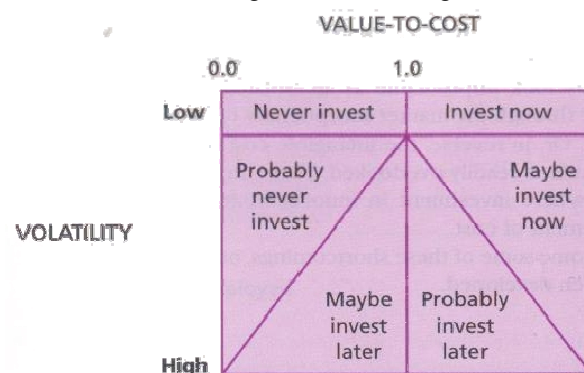 VALUE-TO-COST
0.0 1.0
Low Never invest Invest now
Probably
never
invest
Maybe
invest
now
VOLATILITY
Maybe
invest
later
Probably
invest
later
High